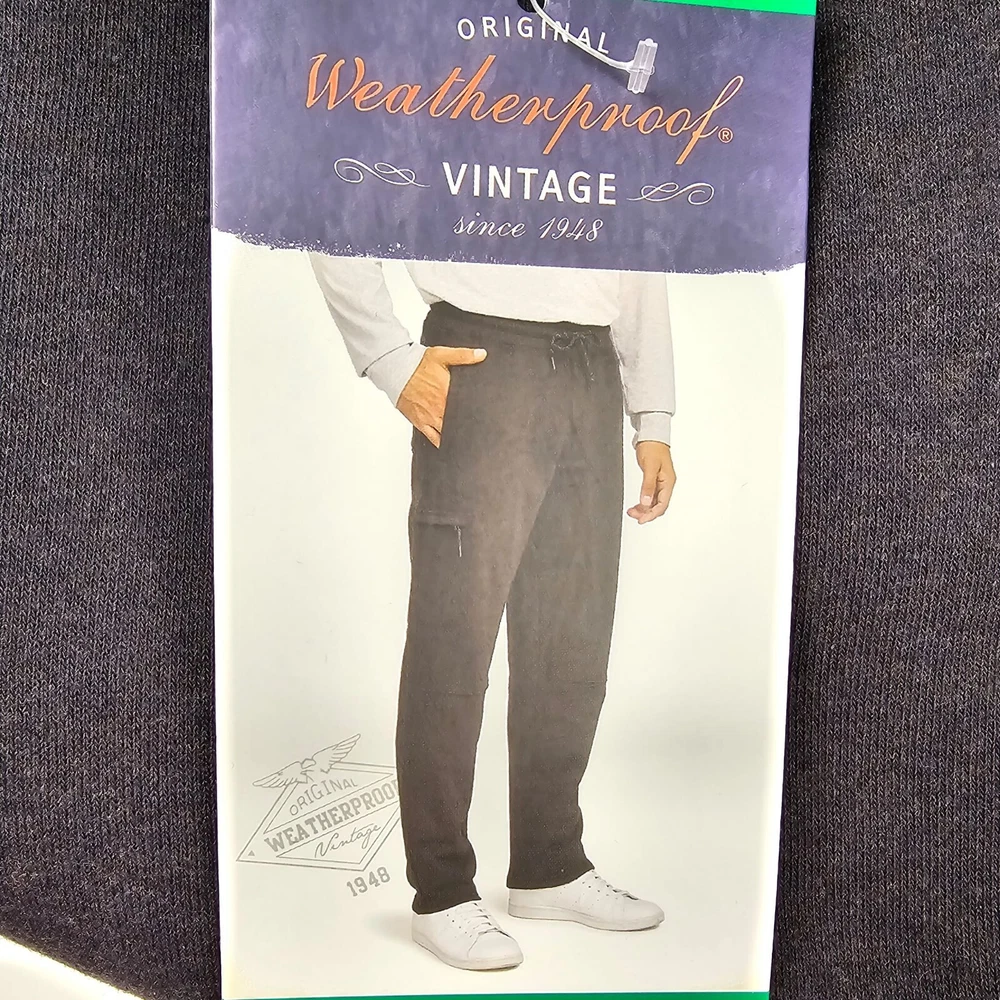 ORIGINAL
Weatherproof®
VINTAGE
since 1948
ORIGINAL
WEATHERPROOF
Vintage
1948